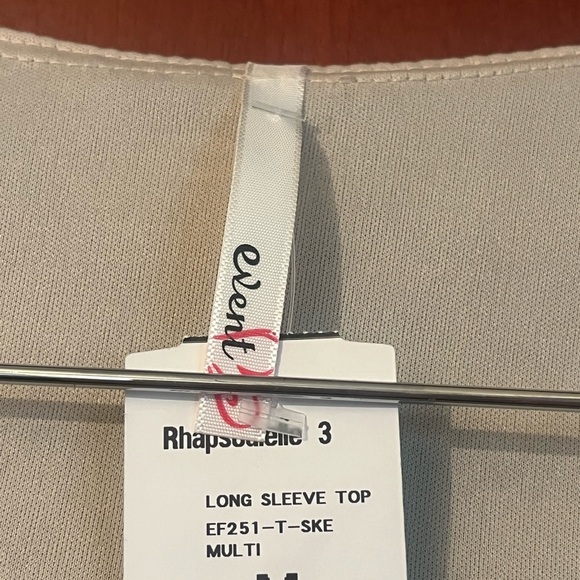 event
Rhapsodielle 3
LONG SLEEVE TOP
EF251-T-SKE
MULTI
M